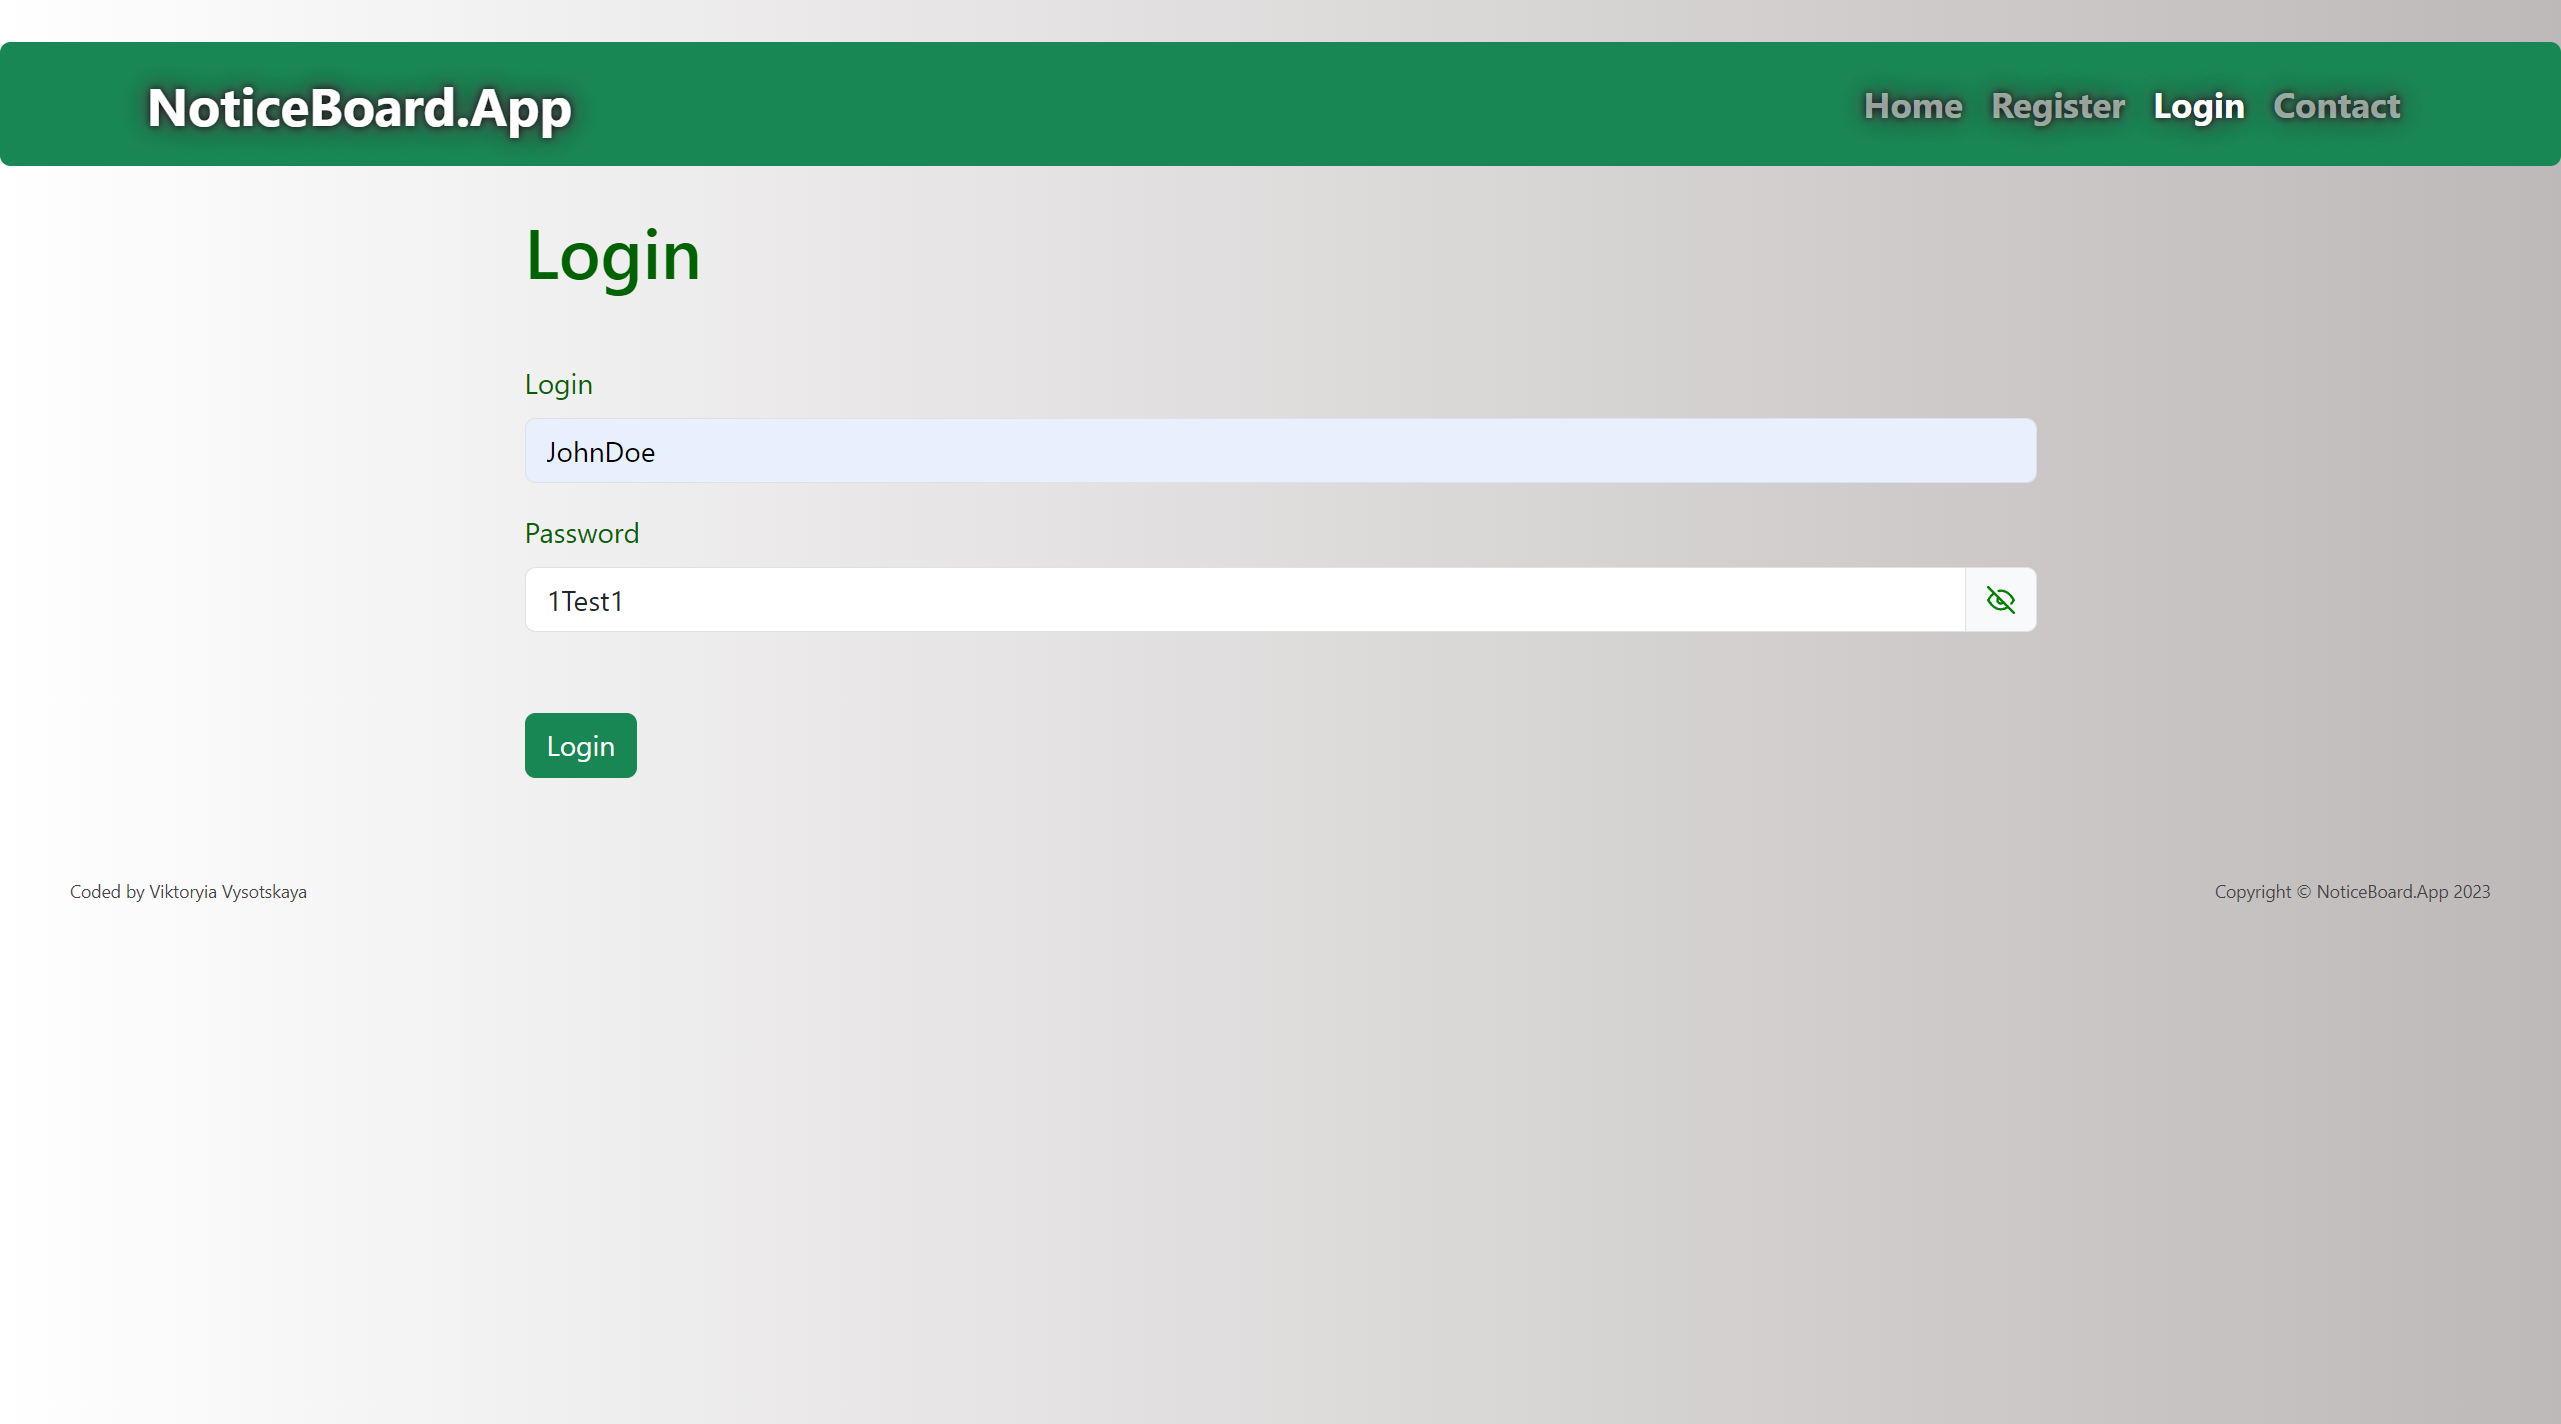 NoticeBoard.App
Home Register Login Contact
Login
Login
JohnDoe
Password
1Test1
Login
Coded by Viktoryia Vysotskaya
Copyright © NoticeBoard.App 2023